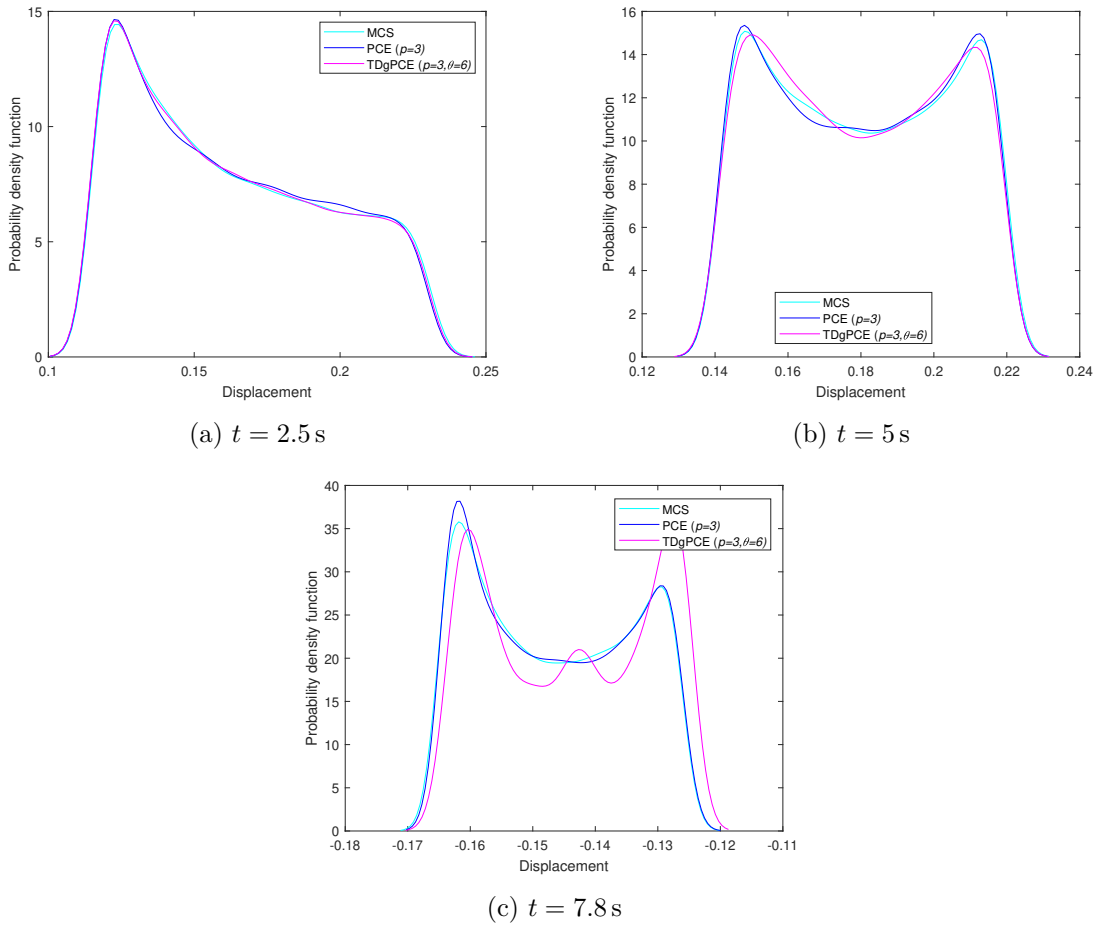 15
10
5
0
0.1
0.15
0.2
0.25
Probability density function
Displacement
MCS
PCE (p=3)
TDgPCE (p=3,θ=6)
(a) t = 2.5 s
16
14
12
10
8
6
4
2
0
0.12
0.14
0.16
0.18
0.2
0.22
0.24
Probability density function
Displacement
MCS
PCE (p=3)
TDgPCE (p=3,θ=6)
(b) t = 5 s
40
35
30
25
20
15
10
5
0
-0.18
-0.17
-0.16
-0.15
-0.14
-0.13
-0.12
-0.11
Probability density function
Displacement
MCS
PCE (p=3)
TDgPCE (p=3,θ=6)
(c) t = 7.8 s